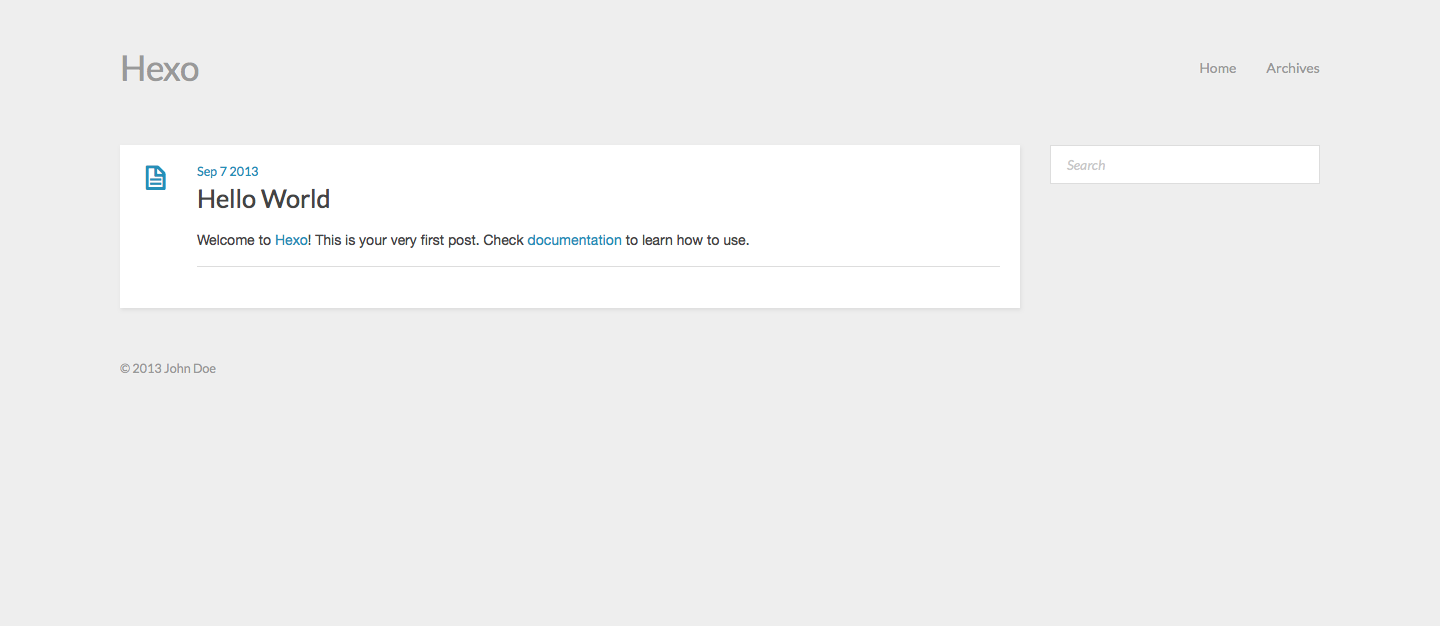 Hexo
Home
Archives
Sep 7 2013
Hello World
Welcome to Hexo! This is your very first post. Check documentation to learn how to use.
Search
© 2013 John Doe